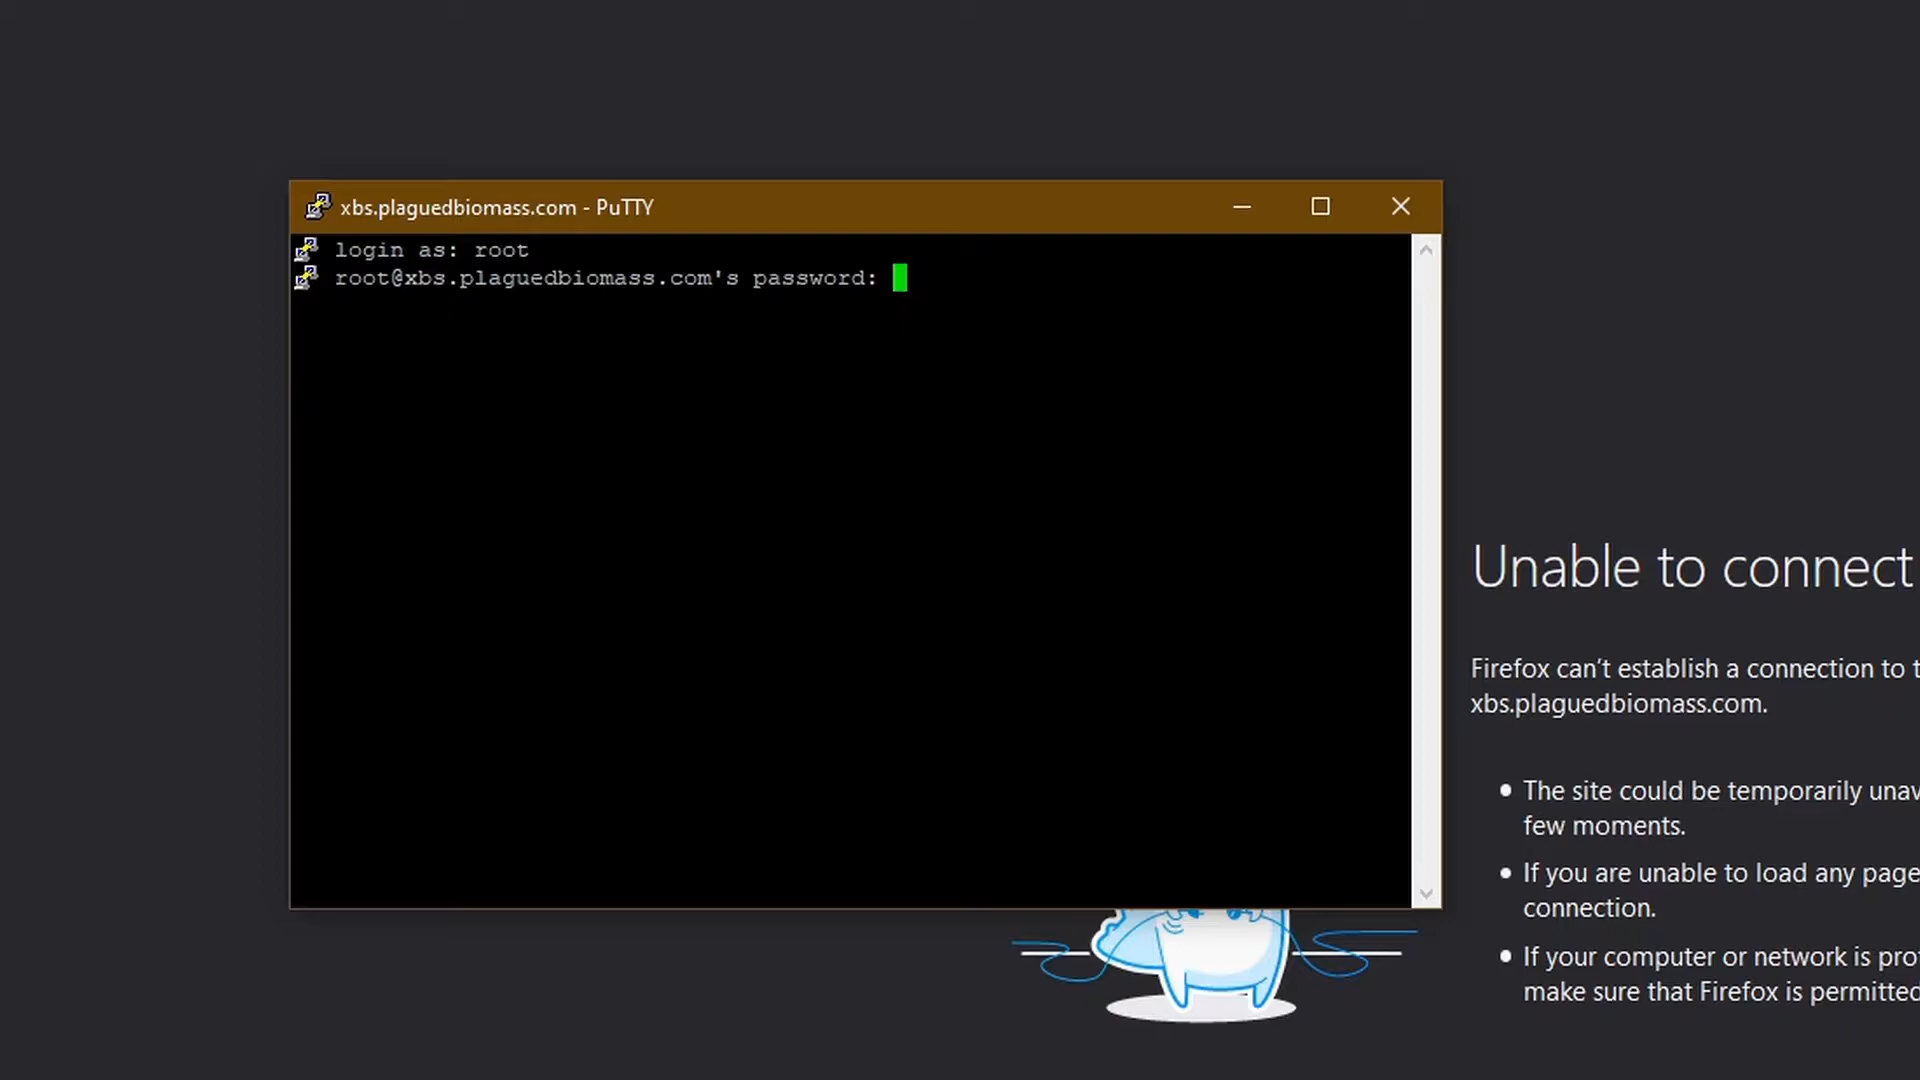 xbs.plaguedbiomass.com - PuTTY
login as: root
root@xbs.plaguedbiomass.com's password:
Unable to connect
Firefox can't establish a connection to
xbs.plaguedbiomass.com.
• The site could be temporarily
few moments.
• If you are unable to load any
connection.
• If your computer or network is
make sure that Firefox is